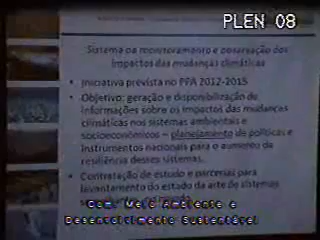 PLEN 08
Sistema de monitoramento e observação dos
impactos das mudanças climáticas
• Iniciativa prevista no PPA 2012-2015
• Objetivo: geração e disponibilização de
informações sobre os impactos das mudanças
climáticas nos sistemas ambientais e
socioeconômicos – planejamento de políticas e
instrumentos nacionais para o aumento da
resiliência desses sistemas.
• Contratação de estudo e parcerias para
levantamento do estado da arte de sistemas
Com. Meio Ambiente e
Desenvolvimento Sustentável